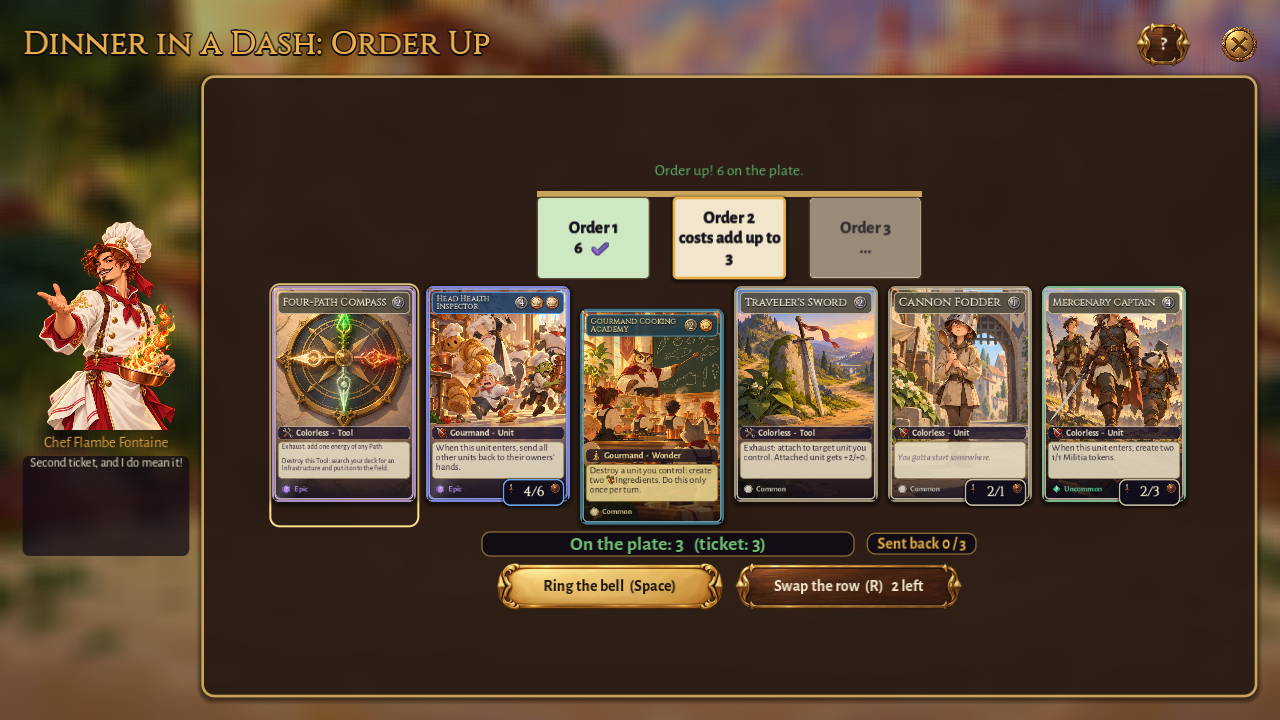 Dinner in a Dash: Order Up
?
Order up! 6 on the plate.
Order 1
6
Order 2
costs add up to
3
Order 3
...
Four-Path Compass 2
Colorless - Tool
Exhaust: add one energy of any Path.
Destroy this Tool: search your deck for an
Infrastructure and put it onto the field.
Epic
Head Health
Inspector
4
Gourmand - Unit
When this unit enters, send all
other units back to their owners'
hands.
Epic
4/6
Gourmand Cooking
Academy
2
Gourmand - Wonder
Destroy a unit you control: create
two Ingredients. Do this only
once per turn.
Common
Traveler's Sword 2
Colorless - Tool
Exhaust: attach to target unit you
control. Attached unit gets +2/+0.
Common
Cannon Fodder 1
Colorless - Unit
You gotta start somewhere.
Common
2/1
Mercenary Captain 4
Colorless - Unit
When this unit enters, create two
1/1 Militia tokens.
Uncommon
2/3
Chef Flambe Fontaine
Second ticket, and I do mean it!
On the plate: 3 (ticket: 3)
Sent back 0 / 3
Ring the bell (Space)
Swap the row (R) 2 left